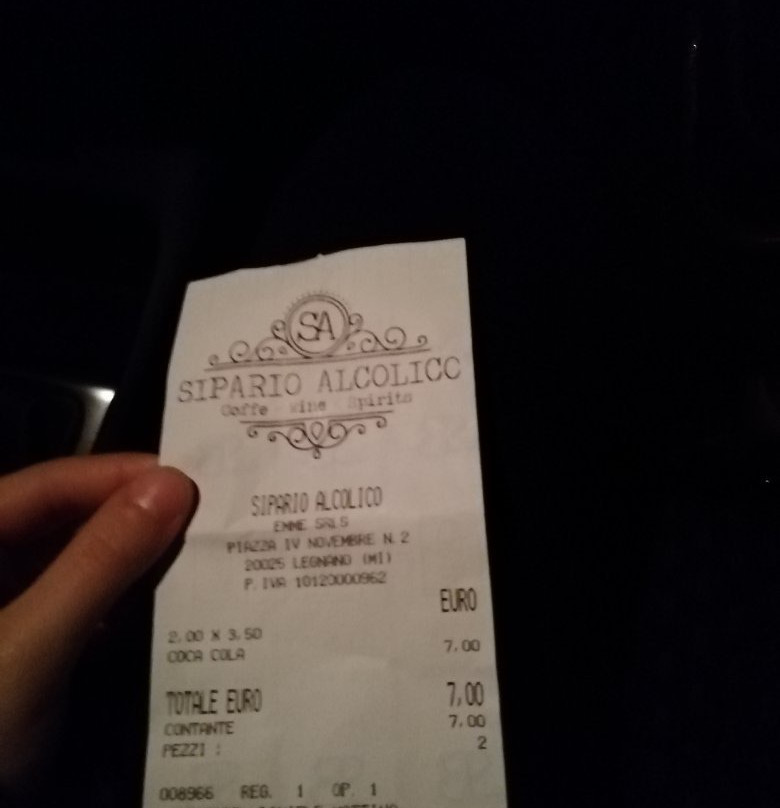 SA
SIPARIO ALCOLICO
Coffe Wine Spirits
SIPARIO ALCOLICO
EMME SRLS
PIAZZA IV NOVEMBRE N.2
20025 LEGNANO (MI)
P.IVA 10120000962
EURO
2,00 X 3,50
COCA COLA 7,00
TOTALE EURO 7,00
CONTANTE 7,00
PEZZI : 2
008966 REG. 1 OP. 1